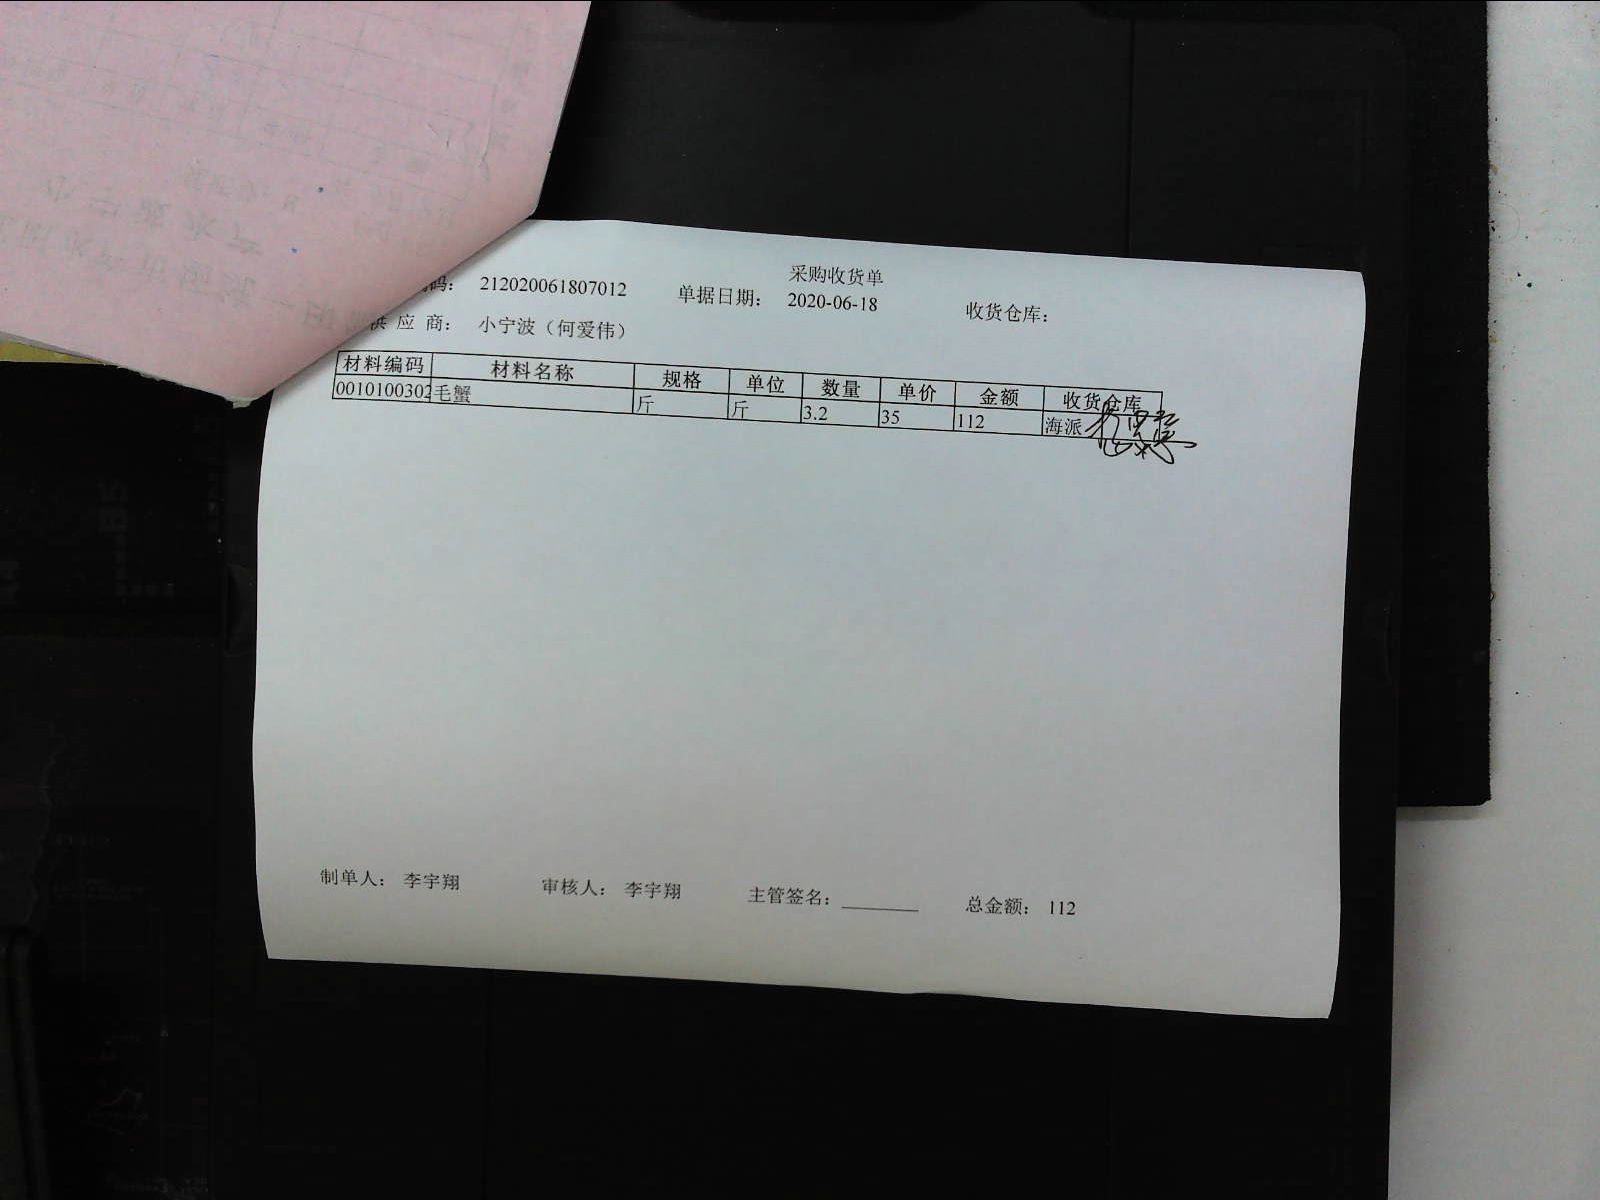 采购收货单
码： 212020061807012 单据日期： 2020-06-18 收货仓库：
供 应 商： 小宁波（何爱伟）
材料编码 材料名称 规格 单位 数量 单价 金额 收货仓库
0010100302 毛蟹 斤 斤 3.2 35 112 海派
制单人： 李宇翔 审核人： 李宇翔 主管签名： 总金额： 112